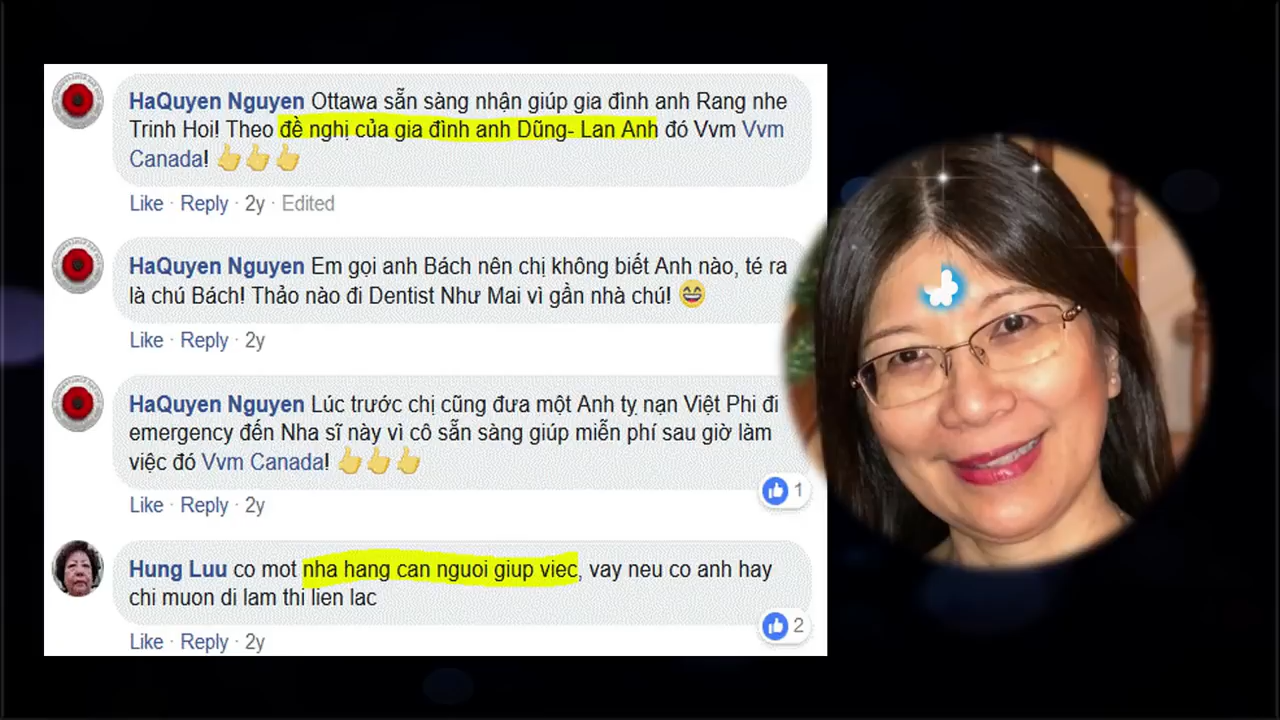 HaQuyen Nguyen Ottawa sẵn sàng nhận giúp gia đình anh Rang nhe
Trinh Hoi! Theo đề nghị của gia đình anh Dũng- Lan Anh đó Vvm Vvm
Canada! 👍👍👍
Like · Reply · 2y · Edited
HaQuyen Nguyen Em gọi anh Bách nên chị không biết Anh nào, té ra
là chú Bách! Thảo nào đi Dentist Như Mai vì gần nhà chú! 😄
Like · Reply · 2y
HaQuyen Nguyen Lúc trước chị cũng đưa một Anh tỵ nạn Việt Phi đi
emergency đến Nha sĩ này vì cô sẵn sàng giúp miễn phí sau giờ làm
việc đó Vvm Canada! 👍👍👍
1
Like · Reply · 2y
Hung Luu co mot nha hang can nguoi giup viec, vay neu co anh hay
chi muon di lam thi lien lac
2
Like · Reply · 2y